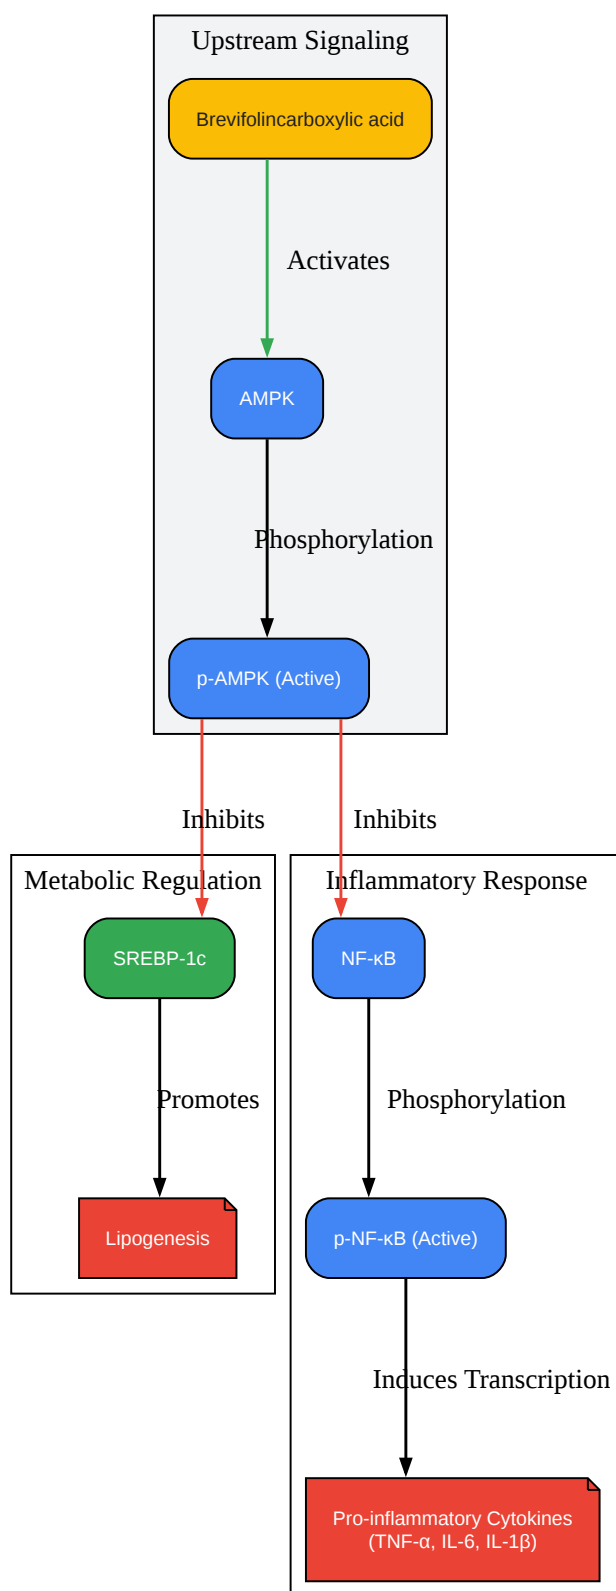 Upstream Signaling
Brevifolincarboxylic acid
Activates
AMPK
Phosphorylation
p-AMPK (Active)
Inhibits
Inhibits
Metabolic Regulation
Inflammatory Response
SREBP-1c
NF-κB
Promotes
Phosphorylation
Lipogenesis
p-NF-κB (Active)
Induces Transcription
Pro-inflammatory Cytokines
(TNF-α, IL-6, IL-1β)